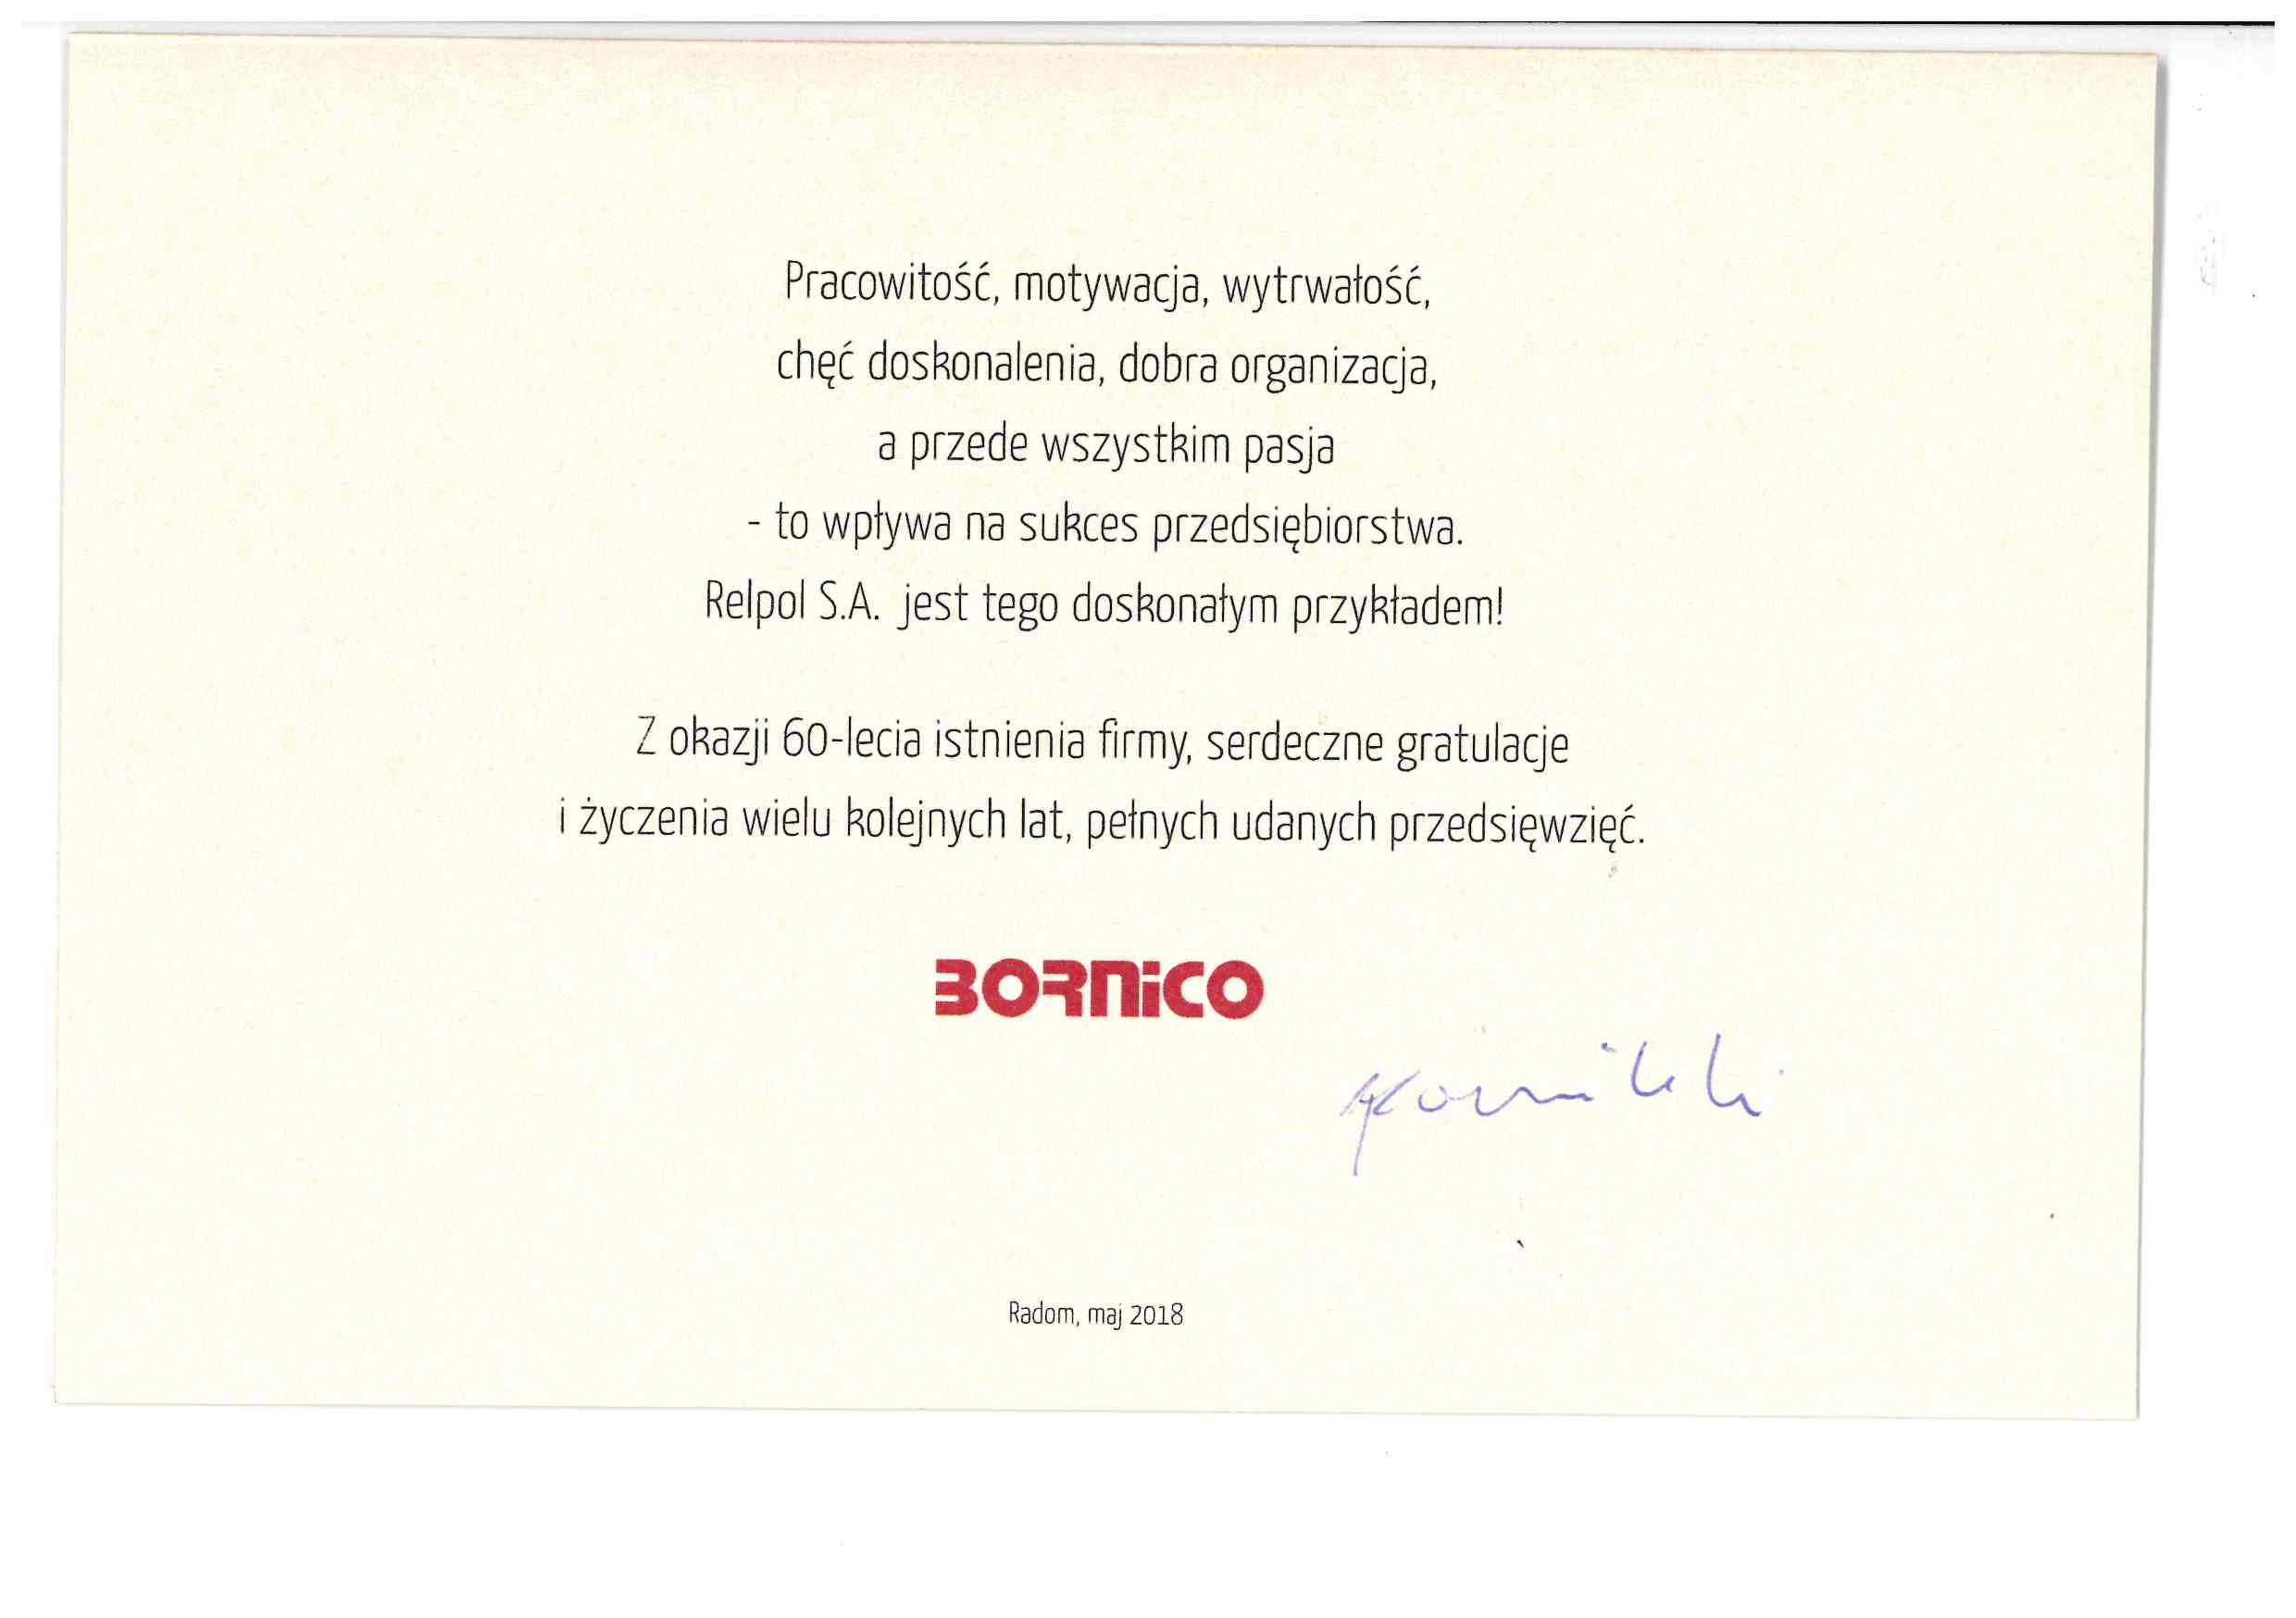 Pracowitość, motywacja, wytrwałość,
chęć doskonalenia, dobra organizacja,
a przede wszystkim pasja
- to wpływa na sukces przedsiębiorstwa.
Relpol S.A. jest tego doskonałym przykładem!
Z okazji 60-lecia istnienia firmy, serdeczne gratulacje
i życzenia wielu kolejnych lat, pełnych udanych przedsięwzięć.
BORNiCO
Radom, maj 2018